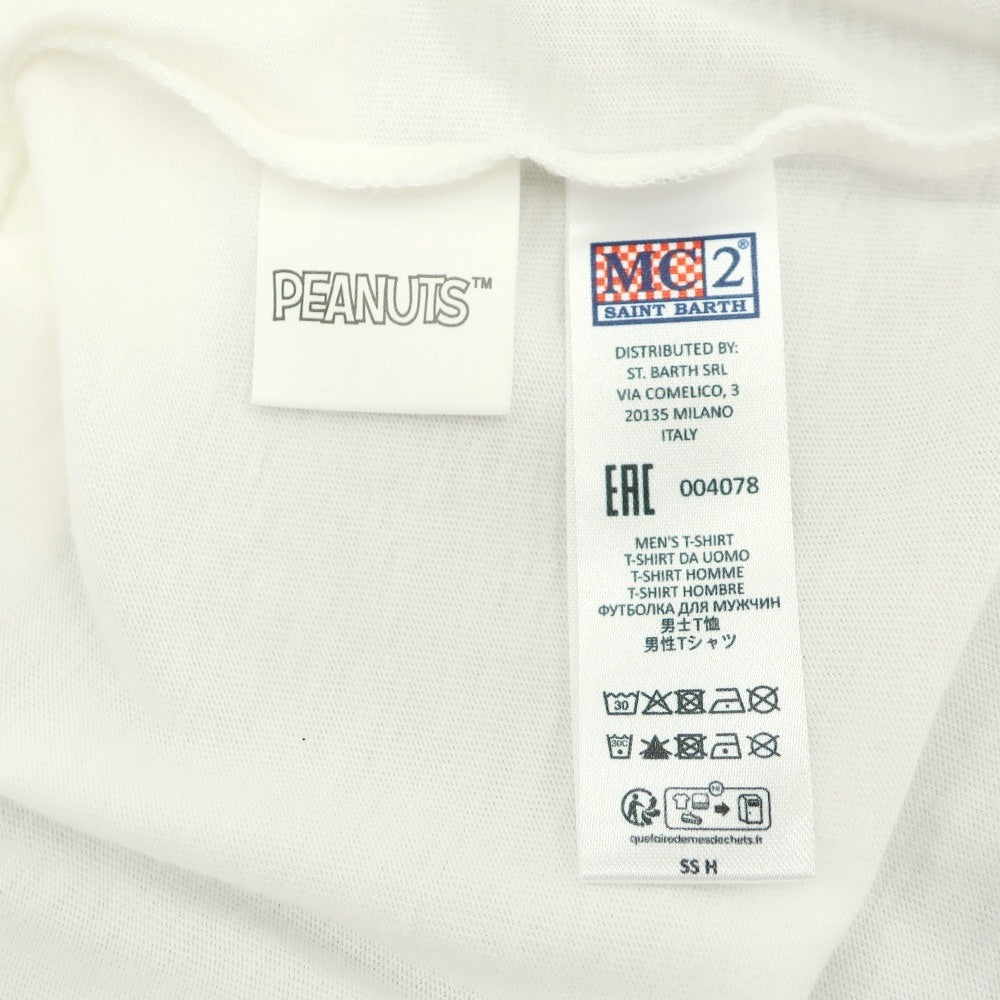 PEANUTS™
MC2®
SAINT BARTH
DISTRIBUTED BY:
ST. BARTH SRL
VIA COMELICO, 3
20135 MILANO
ITALY
EAC 004078
MEN'S T-SHIRT
T-SHIRT DA UOMO
T-SHIRT HOMME
T-SHIRT HOMBRE
ФУТБОЛКА ДЛЯ МУЖЧИН
男士T恤
男性Tシャツ
30
30C
FR
quefairedemesdechets.fr
SS H